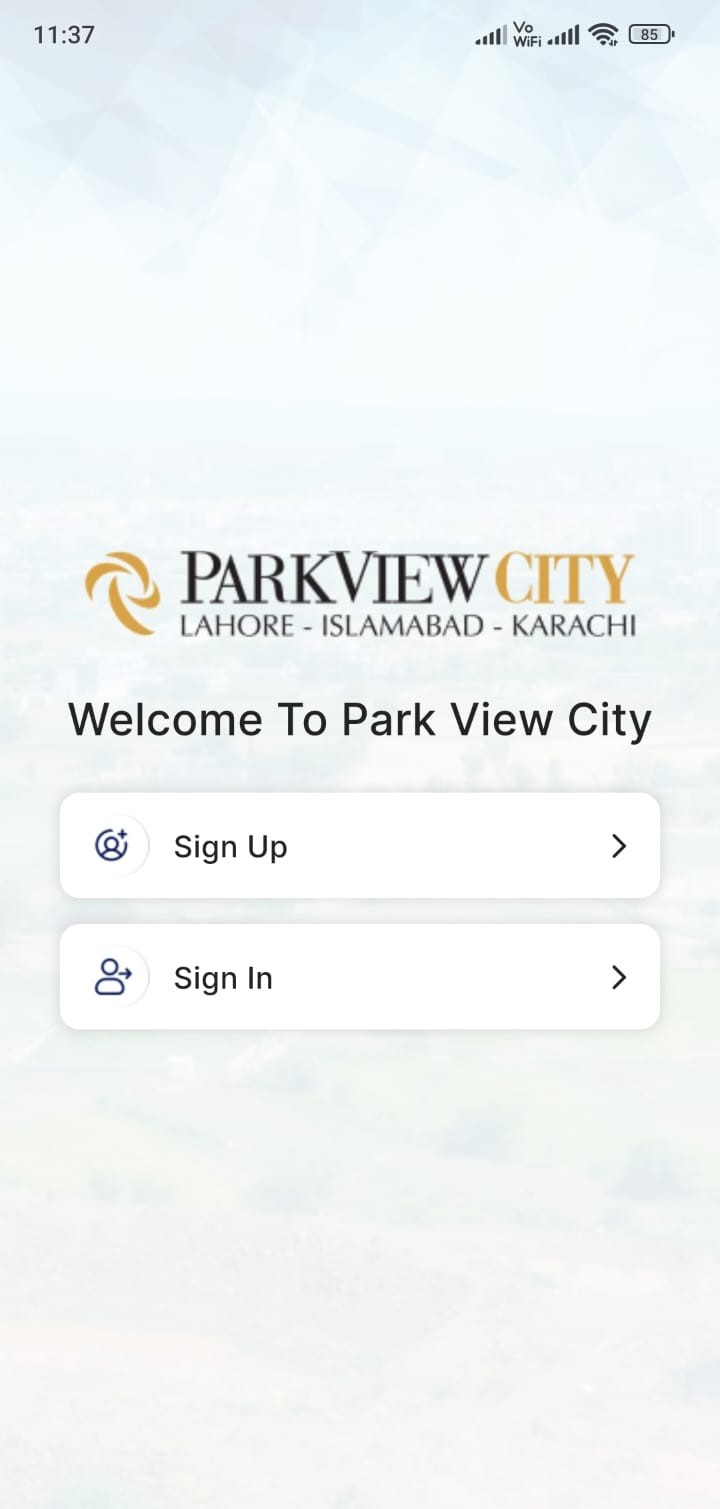 11:37
Vo
WiFi
85
PARKVIEW CITY
LAHORE - ISLAMABAD - KARACHI
Welcome To Park View City
Sign Up
Sign In